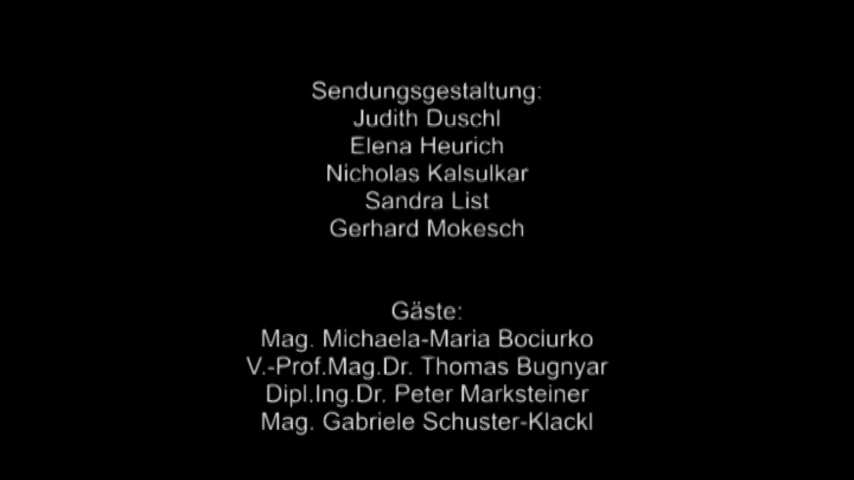 Sendungsgestaltung:
Judith Duschl
Elena Heurich
Nicholas Kalsulkar
Sandra List
Gerhard Mokesch
Gäste:
Mag. Michaela-Maria Bociurko
V.-Prof.Mag.Dr. Thomas Bugnyar
Dipl.Ing.Dr. Peter Marksteiner
Mag. Gabriele Schuster-Klackl